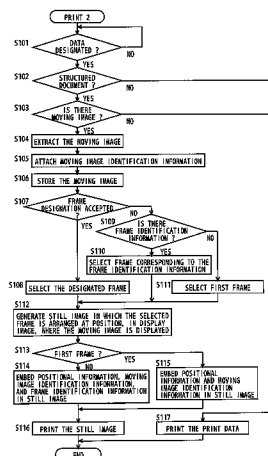 PRINT 2
S101
DATA
DESIGNATED ?
NO
YES
S102
STRUCTURED
DOCUMENT ?
NO
YES
S103
IS THERE
MOVING IMAGE?
NO
YES
S104
EXTRACT THE MOVING IMAGE
S105
ATTACH MOVING IMAGE IDENTIFICATION INFORMATION
S106
STORE THE MOVING IMAGE
S107
FRAME
DESIGNATION ACCEPTED
?
NO
YES
S109
IS THERE
FRAME IDENTIFICATION
INFORMATION ?
NO
YES
S110
SELECT FRAME CORRESPONDING TO THE
FRAME IDENTIFICATION INFORMATION
S108
SELECT THE DESIGNATED FRAME
S111
SELECT FIRST FRAME
S112
GENERATE STILL IMAGE IN WHICH THE SELECTED
FRAME IS ARRANGED AT POSITION, IN DISPLAY
IMAGE, WHERE THE MOVING IMAGE IS DISPLAYED
S113
FIRST FRAME ?
YES
NO
S114
EMBED POSITIONAL INFORMATION, MOVING
IMAGE IDENTIFICATION INFORMATION,
AND FRAME IDENTIFICATION INFORMATION
IN STILL IMAGE
S115
EMBED POSITIONAL
INFORMATION AND MOVING
IMAGE IDENTIFICATION
INFORMATION IN STILL IMAGE
S116
PRINT THE STILL IMAGE
S117
PRINT THE PRINT DATA
END